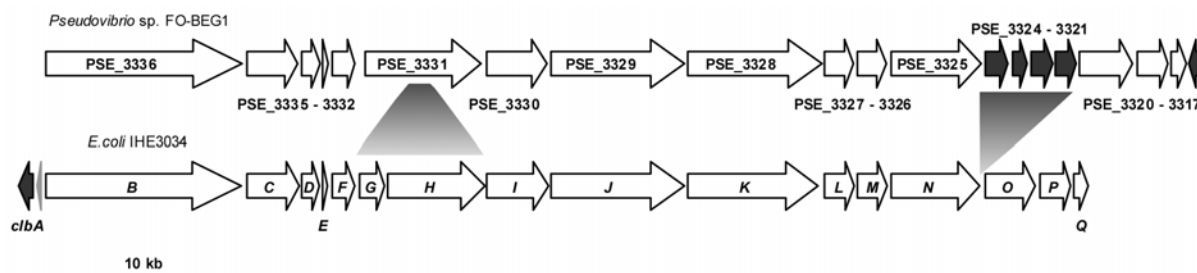 Pseudovibrio sp. FO-BEG1
PSE_3324 - 3321
PSE_3336 PSE_3331 PSE_3329 PSE_3328 PSE_3325
PSE_3335 - 3332 PSE_3330 PSE_3327 - 3326 PSE_3320 - 3317
E.coli IHE3034
B C D F G H I J K L M N O P
clbA E Q
10 kb